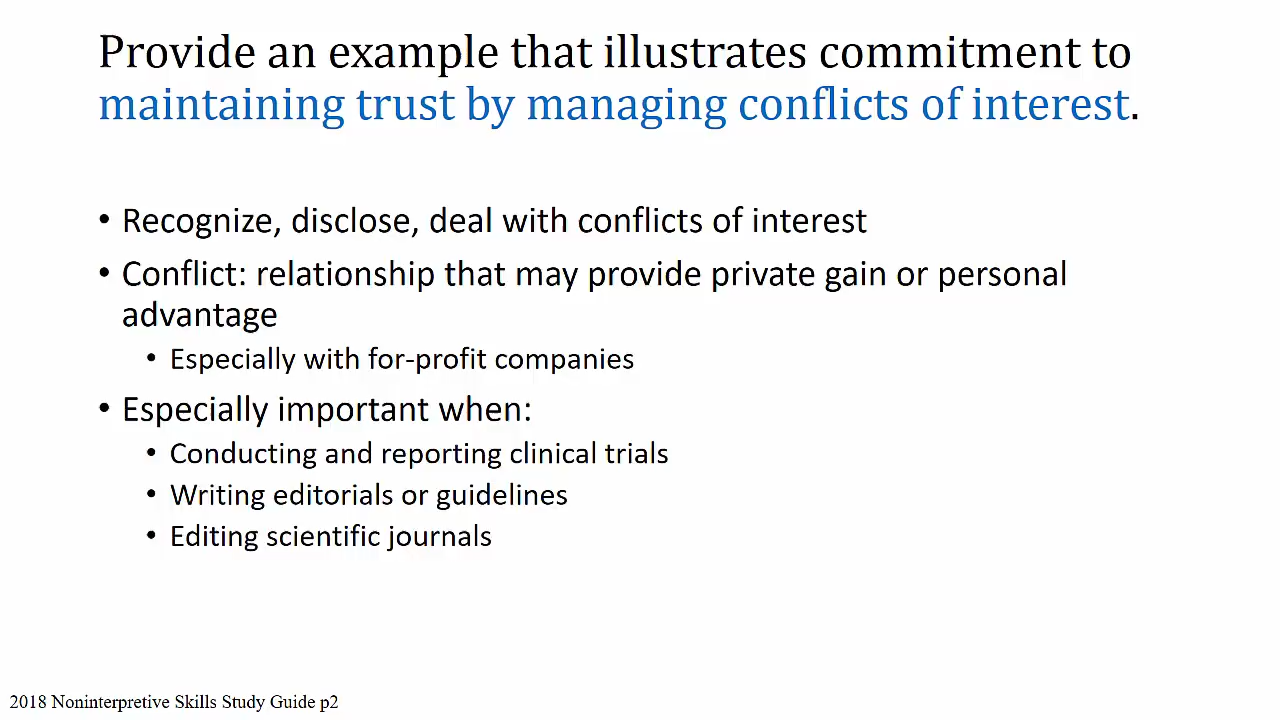 Provide an example that illustrates commitment to
maintaining trust by managing conflicts of interest.
• Recognize, disclose, deal with conflicts of interest
• Conflict: relationship that may provide private gain or personal
advantage
• Especially with for-profit companies
• Especially important when:
• Conducting and reporting clinical trials
• Writing editorials or guidelines
• Editing scientific journals
2018 Noninterpretive Skills Study Guide p2